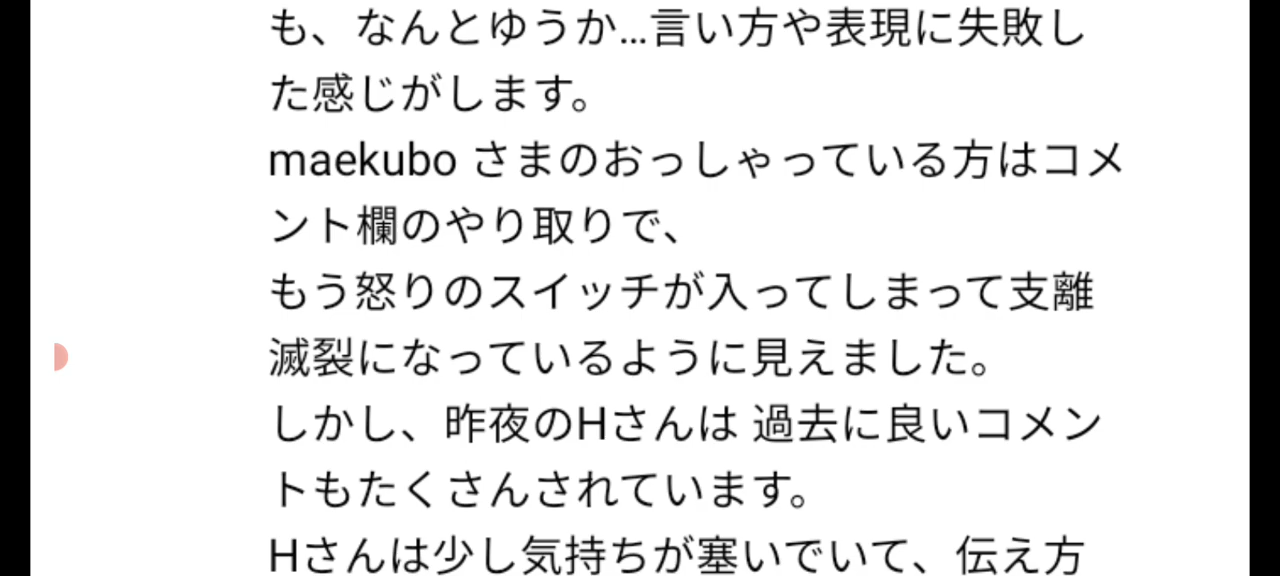 も、なんとゆうか…言い方や表現に失敗し
た感じがします。
maekubo さまのおっしゃっている方はコメ
ント欄のやり取りで、
もう怒りのスイッチが入ってしまって支離
滅裂になっているように見えました。
しかし、昨夜のHさんは 過去に良いコメン
トもたくさんされています。
Hさんは少し気持ちが塞いでいて、伝え方